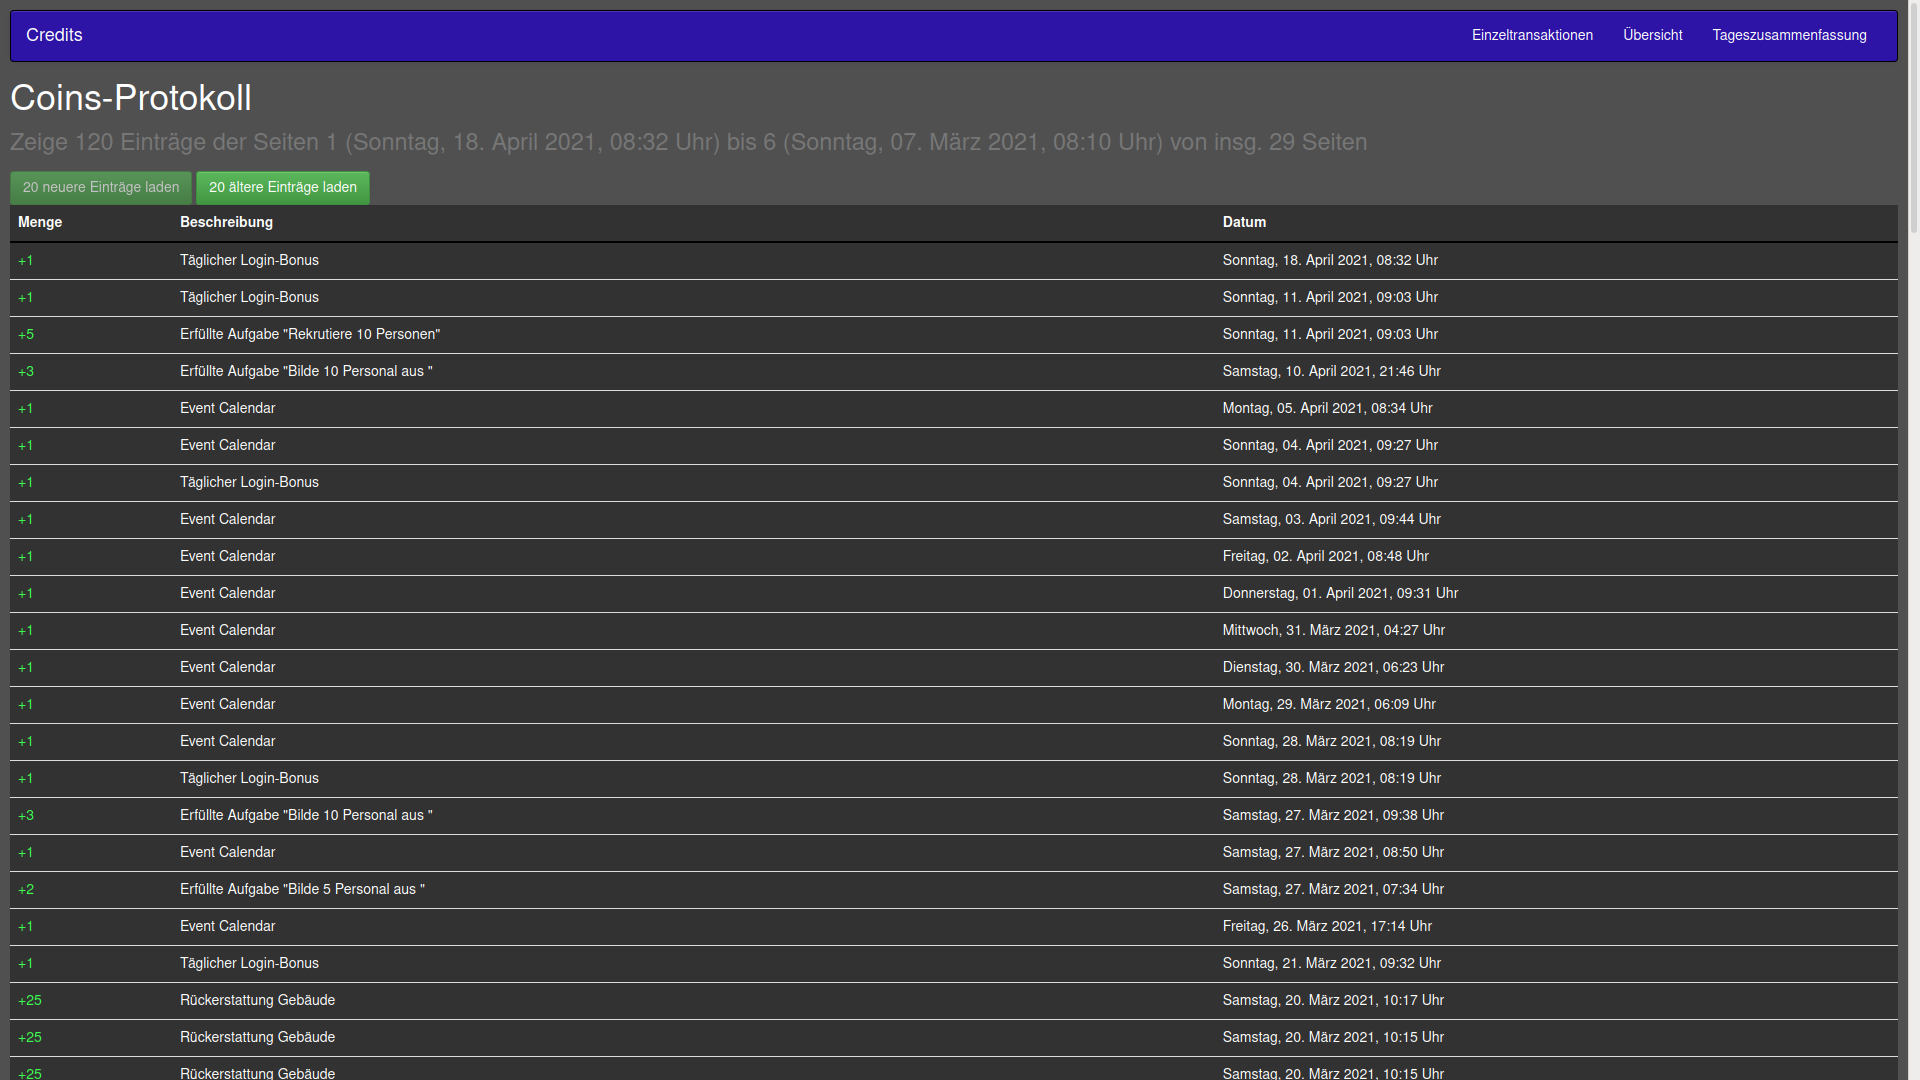 Credits Einzeltransaktionen Übersicht Tageszusammenfassung
Coins-Protokoll
Zeige 120 Einträge der Seiten 1 (Sonntag, 18. April 2021, 08:32 Uhr) bis 6 (Sonntag, 07. März 2021, 08:10 Uhr) von insg. 29 Seiten
20 neuere Einträge laden 20 ältere Einträge laden
Menge Beschreibung Datum
+1 Täglicher Login-Bonus Sonntag, 18. April 2021, 08:32 Uhr
+1 Täglicher Login-Bonus Sonntag, 11. April 2021, 09:03 Uhr
+5 Erfüllte Aufgabe "Rekrutiere 10 Personen" Sonntag, 11. April 2021, 09:03 Uhr
+3 Erfüllte Aufgabe "Bilde 10 Personal aus " Samstag, 10. April 2021, 21:46 Uhr
+1 Event Calendar Montag, 05. April 2021, 08:34 Uhr
+1 Event Calendar Sonntag, 04. April 2021, 09:27 Uhr
+1 Täglicher Login-Bonus Sonntag, 04. April 2021, 09:27 Uhr
+1 Event Calendar Samstag, 03. April 2021, 09:44 Uhr
+1 Event Calendar Freitag, 02. April 2021, 08:48 Uhr
+1 Event Calendar Donnerstag, 01. April 2021, 09:31 Uhr
+1 Event Calendar Mittwoch, 31. März 2021, 04:27 Uhr
+1 Event Calendar Dienstag, 30. März 2021, 06:23 Uhr
+1 Event Calendar Montag, 29. März 2021, 06:09 Uhr
+1 Event Calendar Sonntag, 28. März 2021, 08:19 Uhr
+1 Täglicher Login-Bonus Sonntag, 28. März 2021, 08:19 Uhr
+3 Erfüllte Aufgabe "Bilde 10 Personal aus " Samstag, 27. März 2021, 09:38 Uhr
+1 Event Calendar Samstag, 27. März 2021, 08:50 Uhr
+2 Erfüllte Aufgabe "Bilde 5 Personal aus " Samstag, 27. März 2021, 07:34 Uhr
+1 Event Calendar Freitag, 26. März 2021, 17:14 Uhr
+1 Täglicher Login-Bonus Sonntag, 21. März 2021, 09:32 Uhr
+25 Rückerstattung Gebäude Samstag, 20. März 2021, 10:17 Uhr
+25 Rückerstattung Gebäude Samstag, 20. März 2021, 10:15 Uhr
+25 Rückerstattung Gebäude Samstag, 20. März 2021, 10:15 Uhr